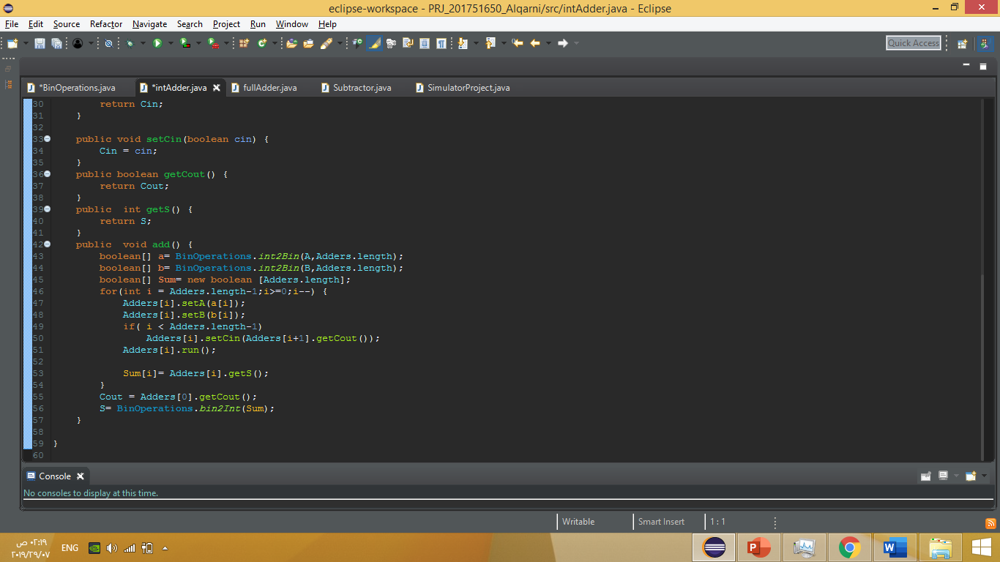 eclipse-workspace - PRJ_201751650_Alqarni/src/intAdder.java - Eclipse
File Edit Source Refactor Navigate Search Project Run Window Help
Quick Access
*BinOperations.java *intAdder.java fullAdder.java Subtractor.java SimulatorProject.java
30         return Cin;
31     }
32
33     public void setCin(boolean cin) {
34         Cin = cin;
35     }
36     public boolean getCout() {
37         return Cout;
38     }
39     public  int getS() {
40         return S;
41     }
42     public  void add() {
43         boolean[] a= BinOperations.int2Bin(A,Adders.length);
44         boolean[] b= BinOperations.int2Bin(B,Adders.length);
45         boolean[] Sum= new boolean [Adders.length];
46         for(int i = Adders.length-1;i>=0;i--) {
47             Adders[i].setA(a[i]);
48             Adders[i].setB(b[i]);
49             if( i < Adders.length-1)
50                 Adders[i].setCin(Adders[i+1].getCout());
51             Adders[i].run();
52
53             Sum[i]= Adders[i].getS();
54         }
55         Cout = Adders[0].getCout();
56         S= BinOperations.bin2Int(Sum);
57     }
58
59 }
60
Console
No consoles to display at this time.
Writable Smart Insert 1 : 1
ENG
٠٢:١٩ ص
٢٠١٩/٢٩/٠٧